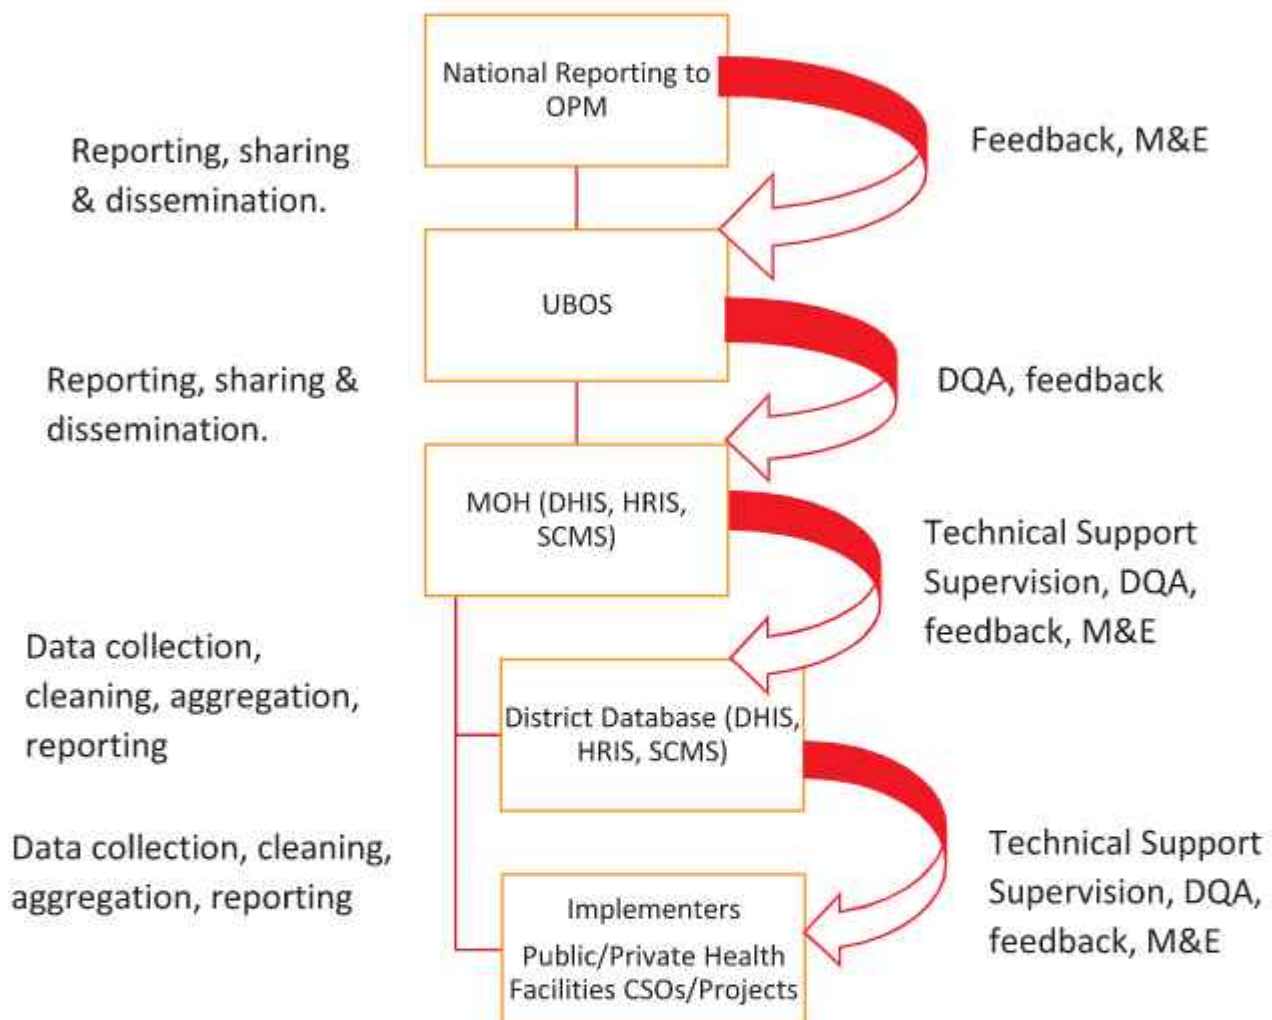 National Reporting to
OPM
Feedback, M&E
Reporting, sharing
& dissemination.
UBOS
DQA, feedback
Reporting, sharing &
dissemination.
MOH (DHIS, HRIS,
SCMS)
Technical Support
Supervision, DQA,
feedback, M&E
Data collection,
cleaning, aggregation,
reporting
District Database (DHIS,
HRIS, SCMS)
Data collection, cleaning,
aggregation, reporting
Technical Support
Supervision, DQA,
feedback, M&E
Implementers
Public/Private Health
Facilities CSOs/Projects